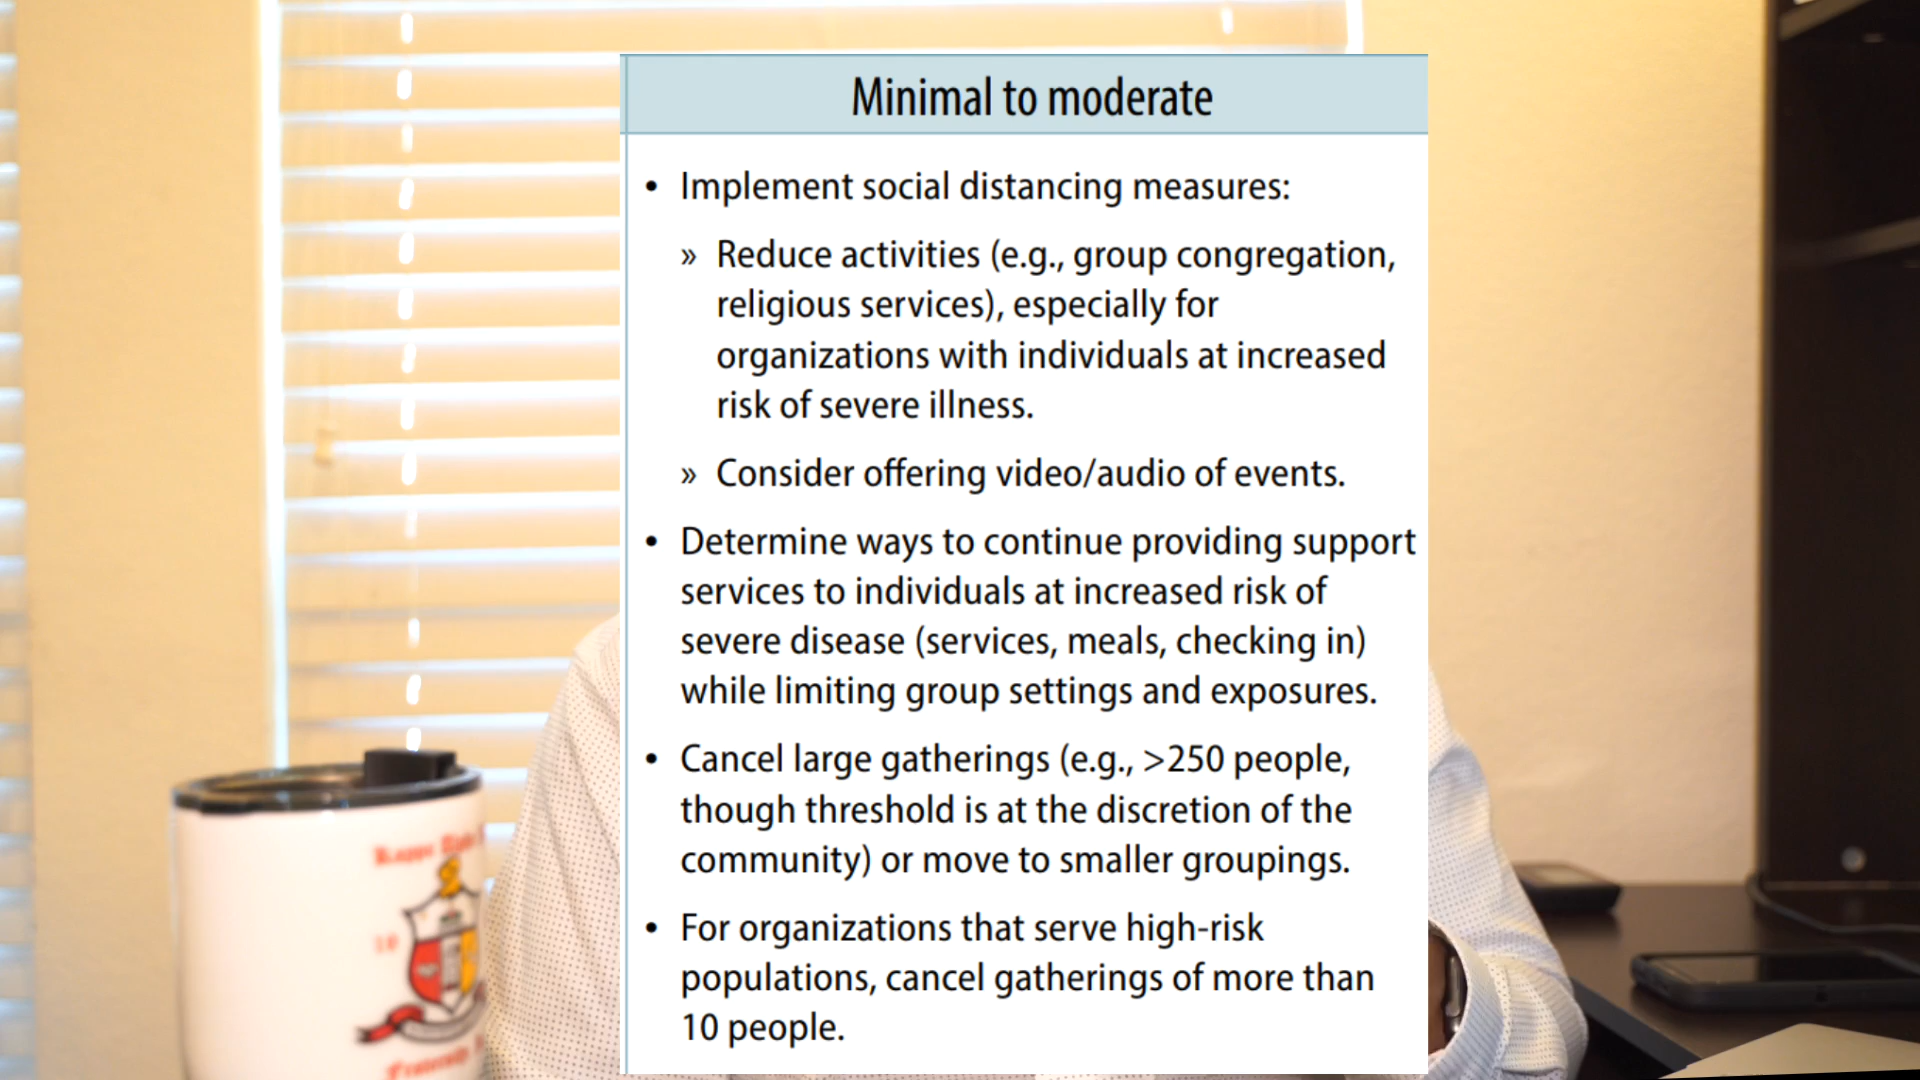 Minimal to moderate
• Implement social distancing measures:
» Reduce activities (e.g., group congregation,
religious services), especially for
organizations with individuals at increased
risk of severe illness.
» Consider offering video/audio of events.
• Determine ways to continue providing support
services to individuals at increased risk of
severe disease (services, meals, checking in)
while limiting group settings and exposures.
• Cancel large gatherings (e.g., >250 people,
though threshold is at the discretion of the
community) or move to smaller groupings.
• For organizations that serve high-risk
populations, cancel gatherings of more than
10 people.
Kappa